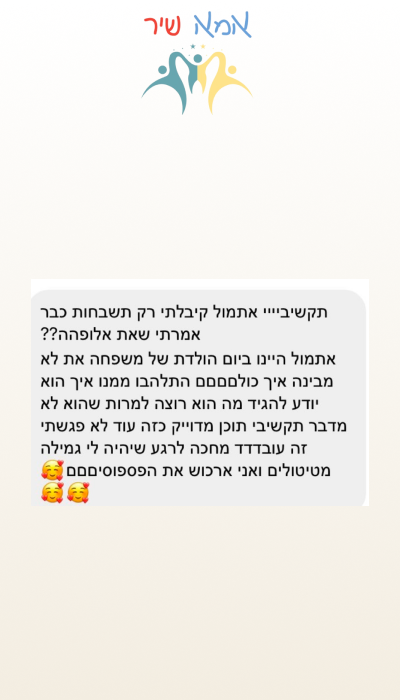 אמא שיר
תקשיביייי אתמול קיבלתי רק תשבחות כבר
אמרתי שאת אלופהה??
אתמול היינו ביום הולדת של משפחה את לא
מבינה איך כולםםםם התלהבו ממנו איך הוא
יודע להגיד מה הוא רוצה למרות שהוא לא
מדבר תקשיבי תוכן מדוייק כזה עוד לא פגשתי
זה עובדדד מחכה לרגע שיהיה לי גמילה
מטיטולים ואני ארכוש את הפספוסיםםם🥰
🥰🥰